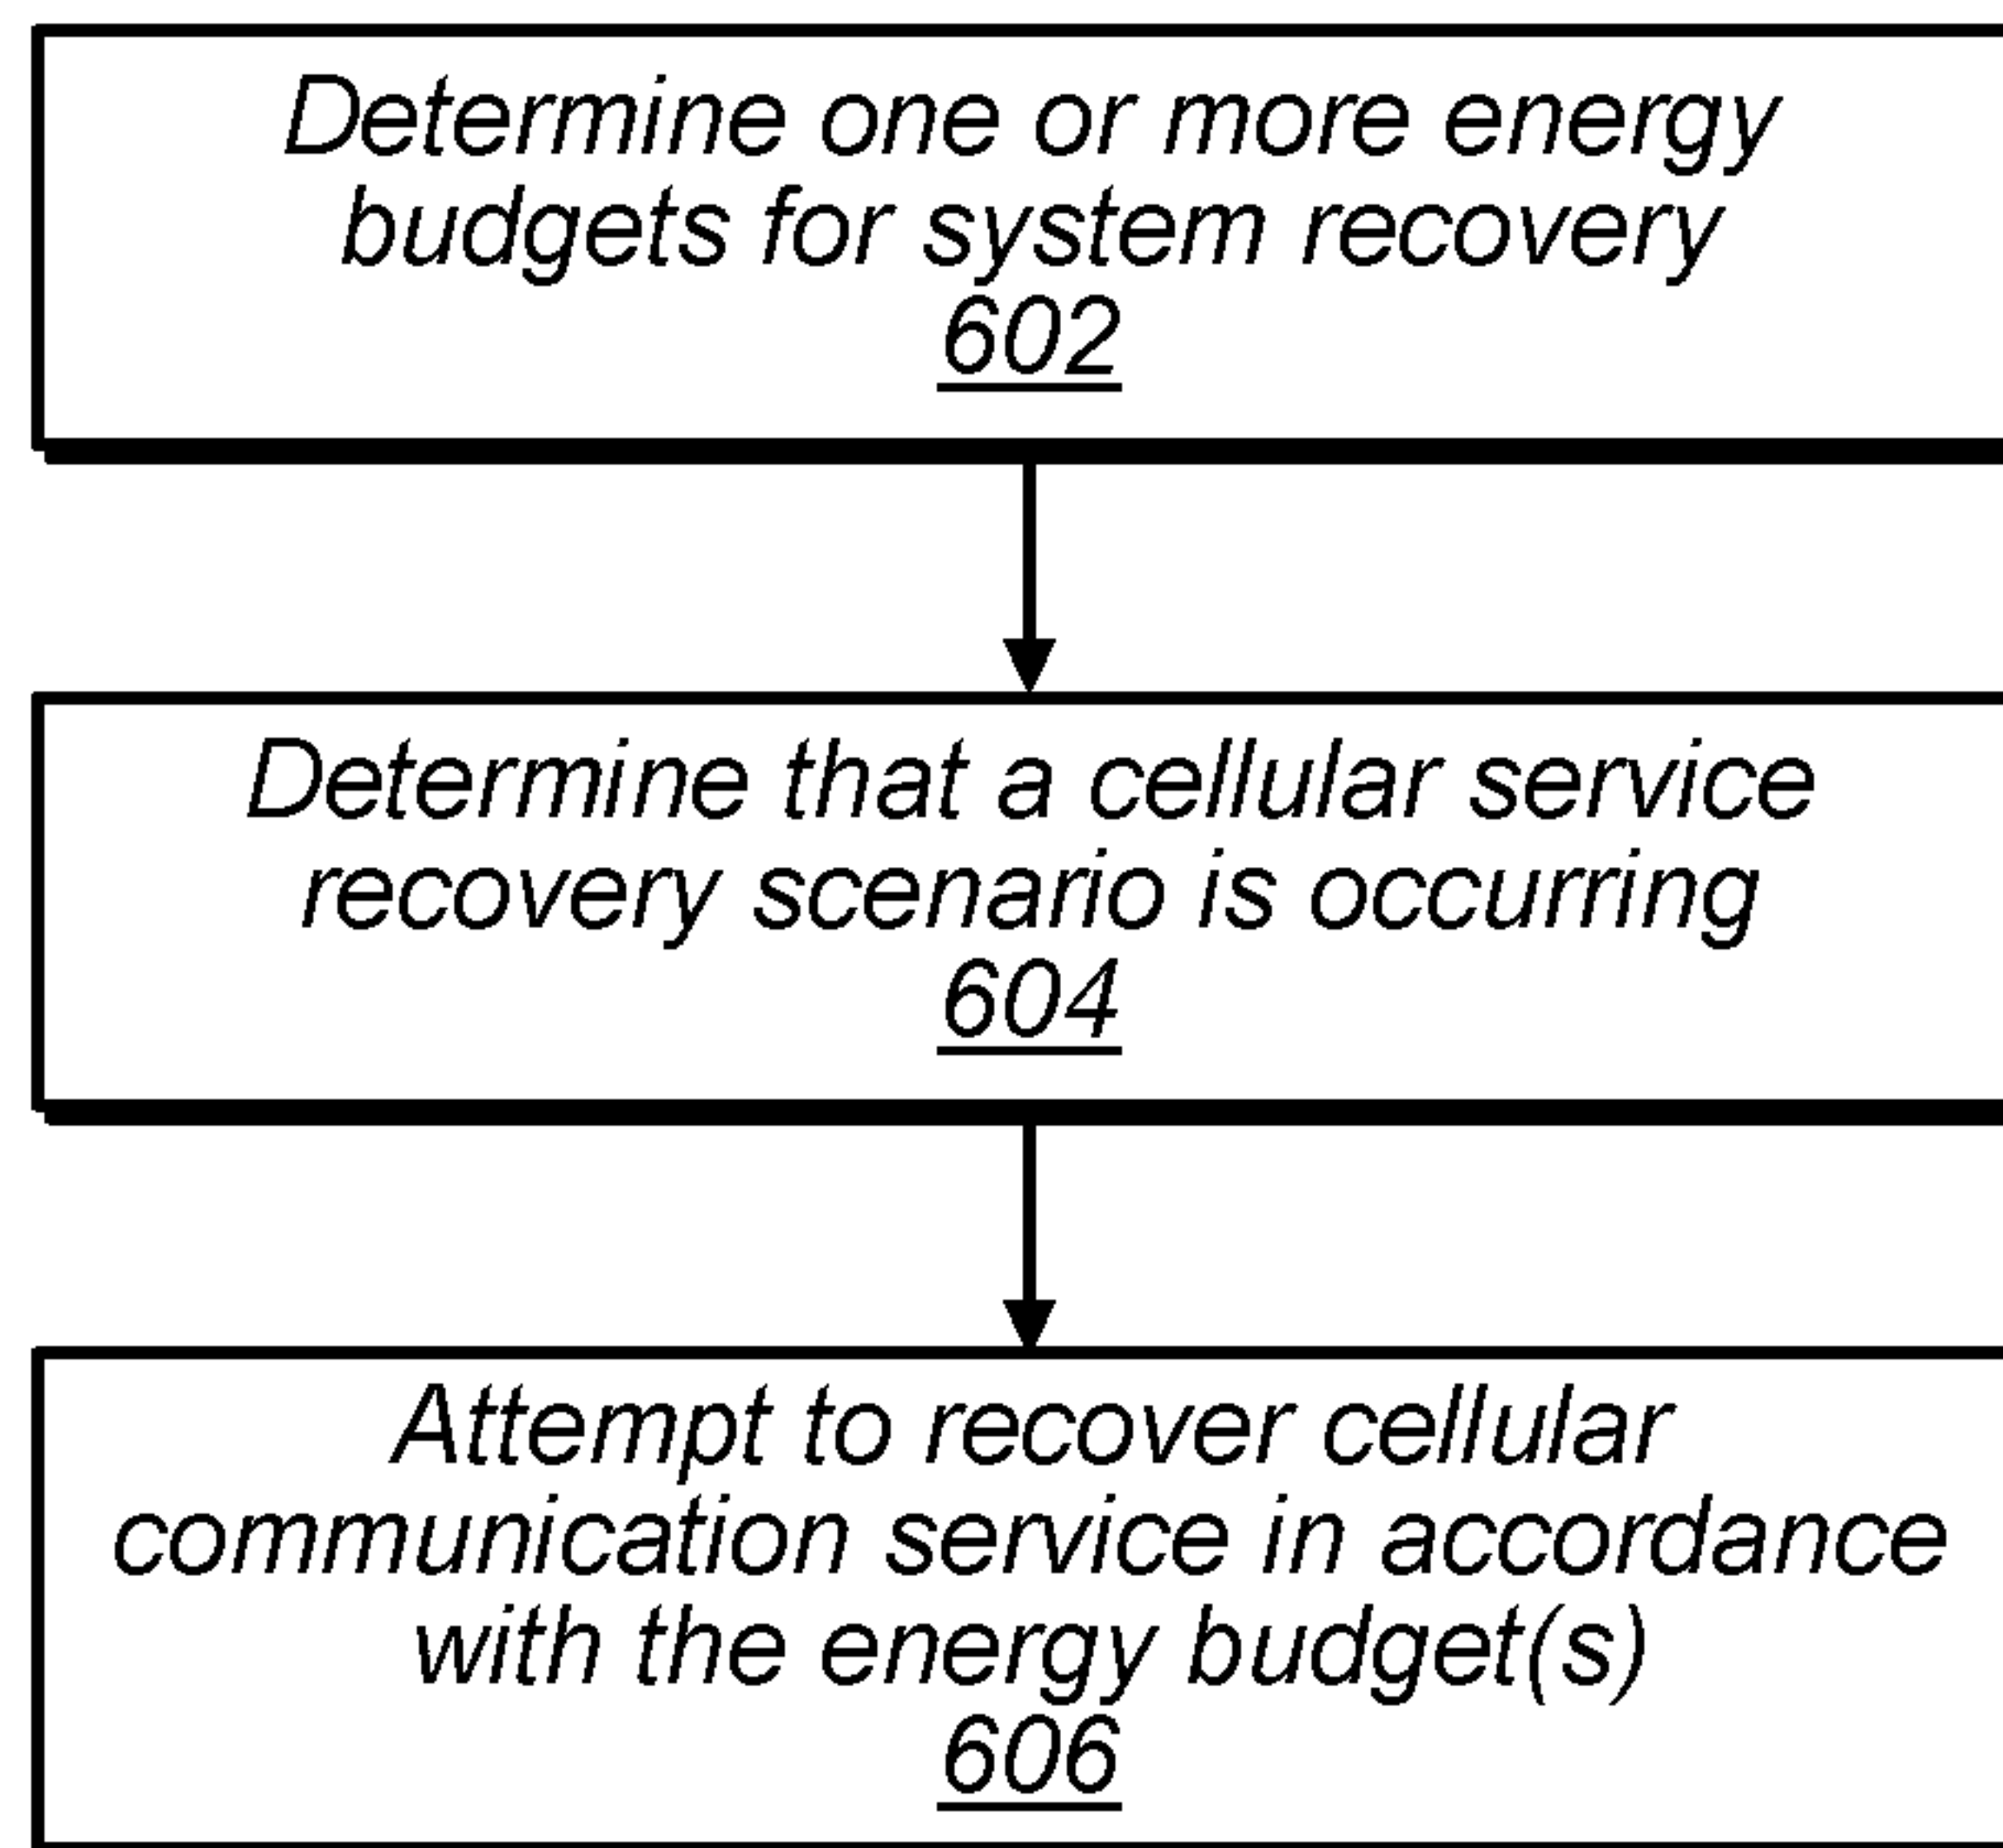 Determine one or more energy
budgets for system recovery
602
Determine that a cellular service
recovery scenario is occurring
604
Attempt to recover cellular
communication service in accordance
with the energy budget(s)
606